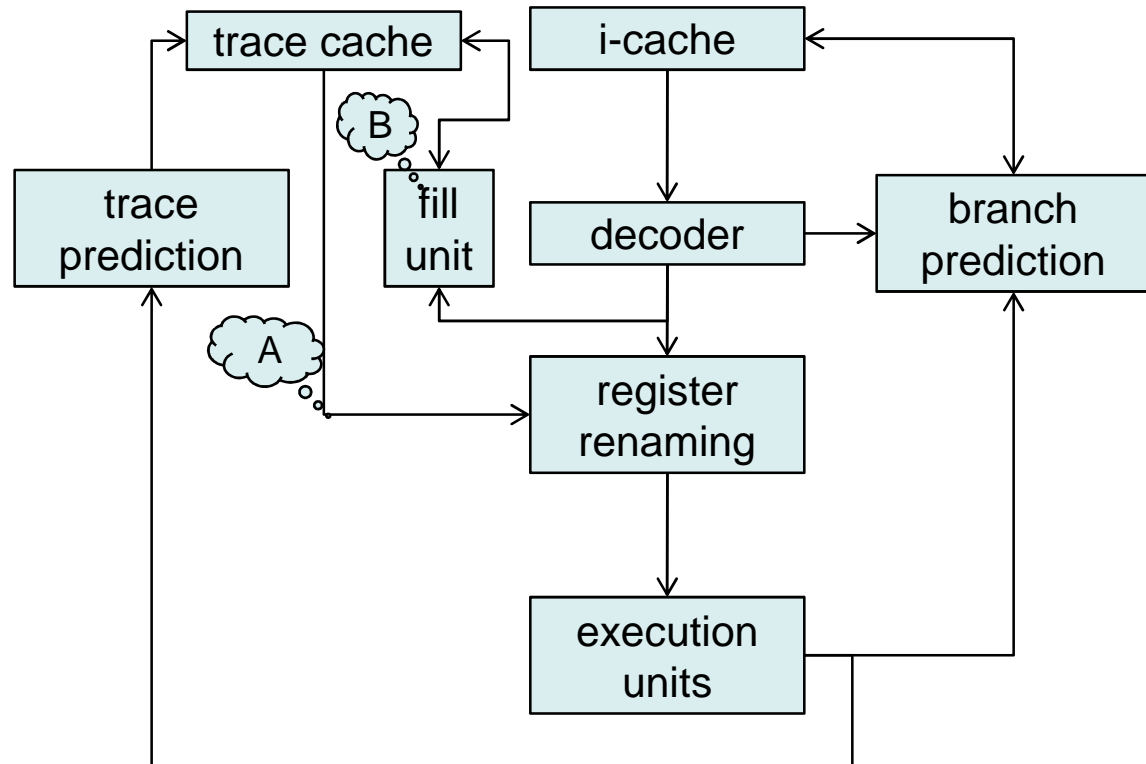 trace cache
i-cache
B
trace
prediction
fill
unit
decoder
branch
prediction
A
register
renaming
execution
units